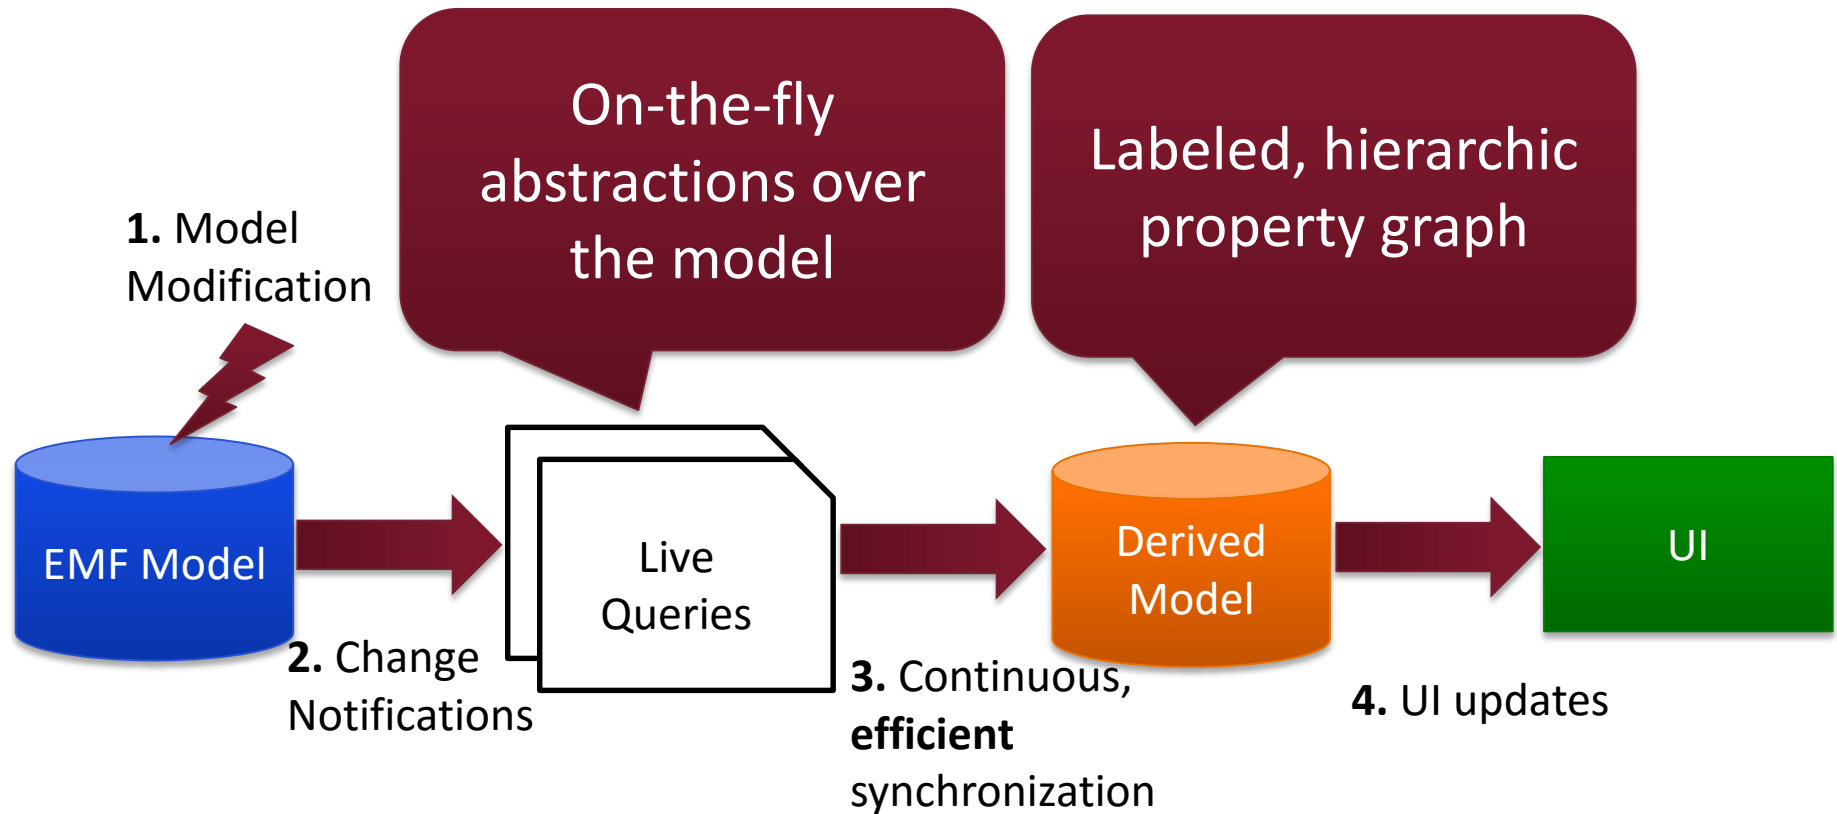 On-the-fly
abstractions over
the model
Labeled, hierarchic
property graph
1. Model
Modification
EMF Model
Live
Queries
Derived
Model
UI
2. Change
Notifications
3. Continuous,
efficient
synchronization
4. UI updates